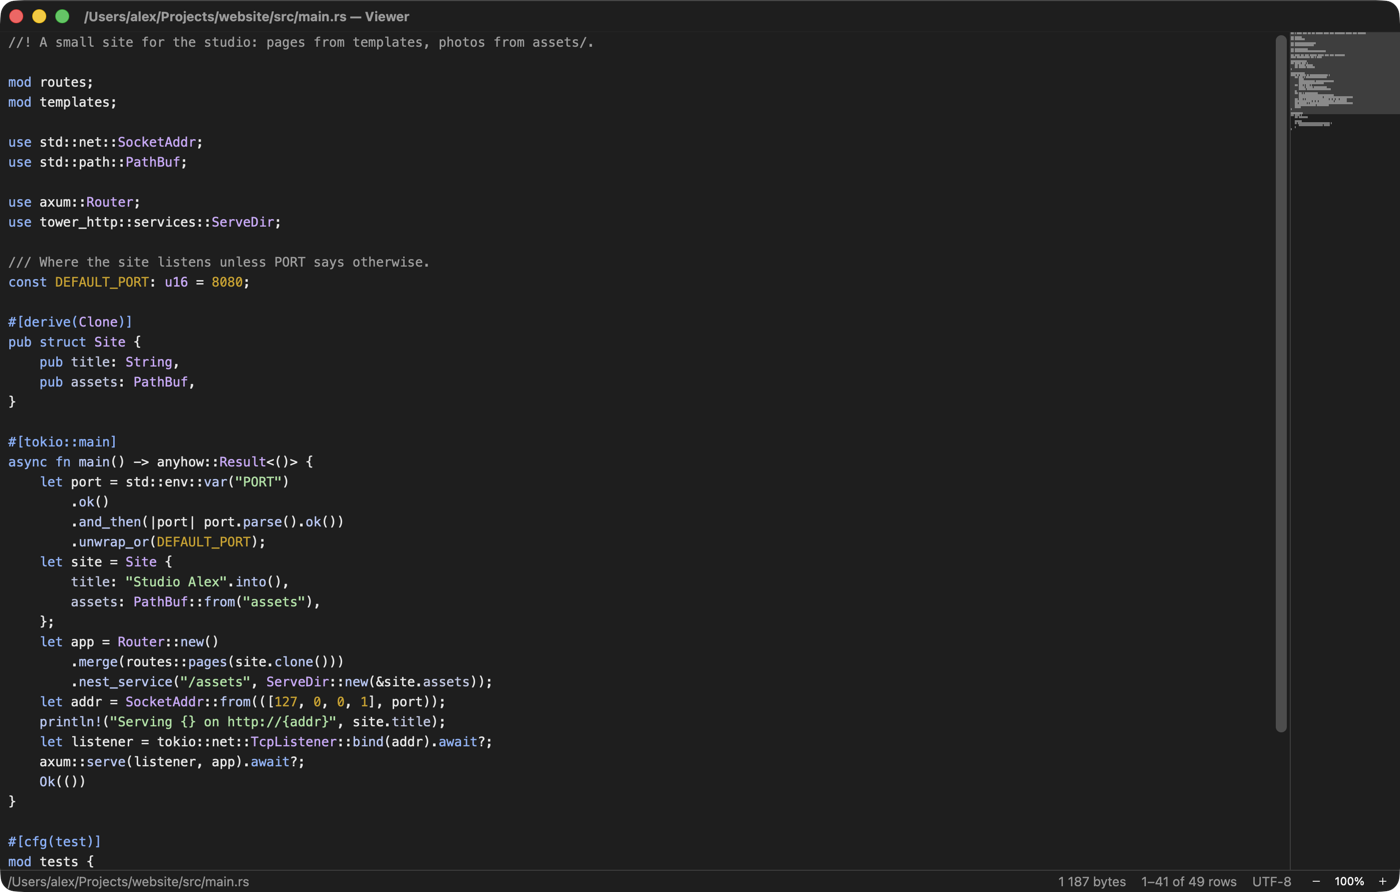 /Users/alex/Projects/website/src/main.rs — Viewer
//! A small site for the studio: pages from templates, photos from assets/.
mod routes;
mod templates;
use std::net::SocketAddr;
use std::path::PathBuf;
use axum::Router;
use tower_http::services::ServeDir;
/// Where the site listens unless PORT says otherwise.
const DEFAULT_PORT: u16 = 8080;
#[derive(Clone)]
pub struct Site {
    pub title: String,
    pub assets: PathBuf,
}
#[tokio::main]
async fn main() -> anyhow::Result<()> {
    let port = std::env::var("PORT")
        .ok()
        .and_then(|port| port.parse().ok())
        .unwrap_or(DEFAULT_PORT);
    let site = Site {
        title: "Studio Alex".into(),
        assets: PathBuf::from("assets"),
    };
    let app = Router::new()
        .merge(routes::pages(site.clone()))
        .nest_service("/assets", ServeDir::new(&site.assets));
    let addr = SocketAddr::from(([127, 0, 0, 1], port));
    println!("Serving {} on http://{addr}", site.title);
    let listener = tokio::net::TcpListener::bind(addr).await?;
    axum::serve(listener, app).await?;
    Ok(())
}
#[cfg(test)]
mod tests {
/Users/alex/Projects/website/src/main.rs 1 187 bytes 1–41 of 49 rows UTF-8 − 100% +